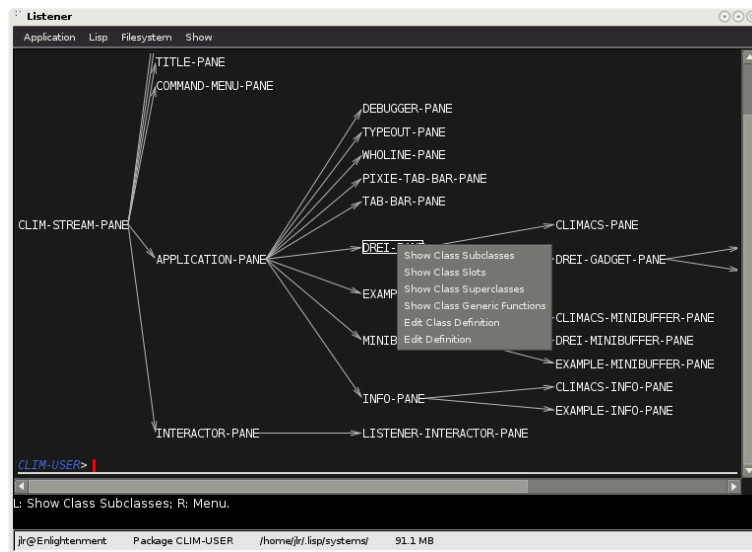 Listener
Application Lisp Filesystem Show
TITLE-PANE
COMMAND-MENU-PANE
DEBUGGER-PANE
TYPEOUT-PANE
WHOLINE-PANE
PIXIE-TAB-BAR-PANE
TAB-BAR-PANE
CLIM-STREAM-PANE CLIMACS-PANE
DREI-PANE
Show Class Subclasses
APPLICATION-PANE DREI-GADGET-PANE
Show Class Slots
Show Class Superclasses
EXAMP
Show Class Generic Functions
Edit Class Definition CLIMACS-MINIBUFFER-PANE
MINIB Edit Definition DREI-MINIBUFFER-PANE
EXAMPLE-MINIBUFFER-PANE
CLIMACS-INFO-PANE
INFO-PANE
EXAMPLE-INFO-PANE
INTERACTOR-PANE LISTENER-INTERACTOR-PANE
CLIM-USER>
L: Show Class Subclasses; R: Menu.
jlr@Enlightenment Package CLIM-USER /home/jlr/.lisp/systems/ 91.1 MB